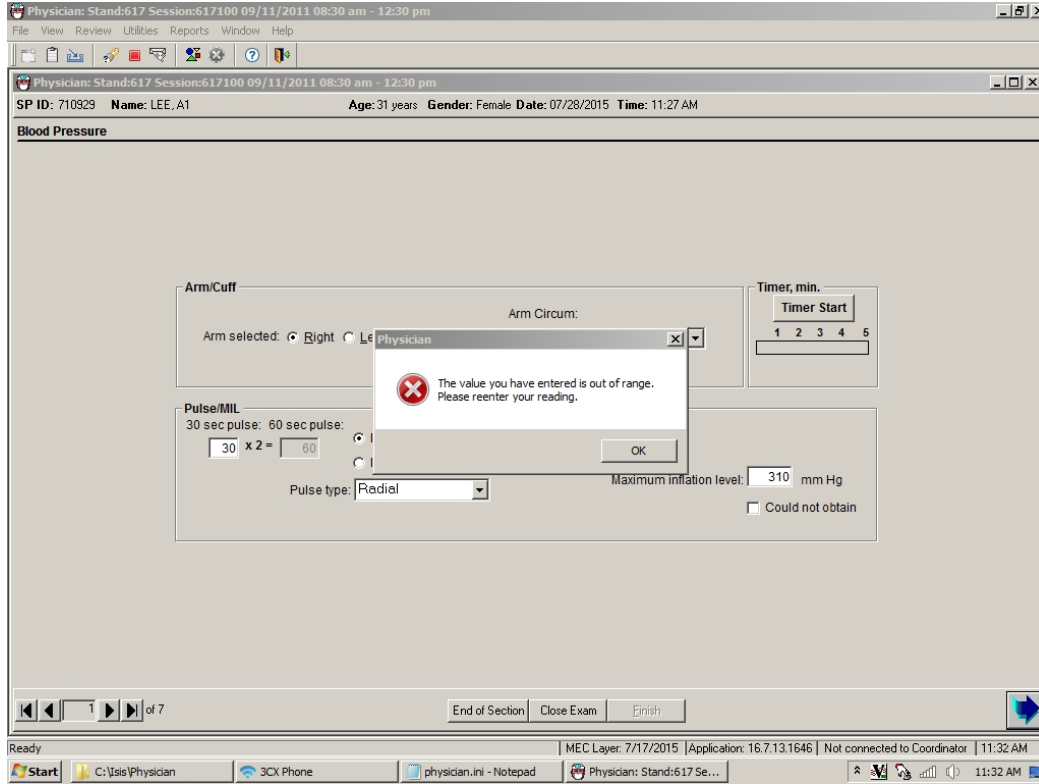 Physician: Stand:617 Session:617100 09/11/2011 08:30 am - 12:30 pm
File View Review Utilities Reports Window Help
Physician: Stand:617 Session:617100 09/11/2011 08:30 am - 12:30 pm
SP ID: 710929 Name: LEE, A1 Age: 31 years Gender: Female Date: 07/28/2015 Time: 11:27 AM
Blood Pressure
Arm/Cuff
Arm Circum:
Arm selected: Right Le
Timer, min.
Timer Start
1 2 3 4 5
Physician
The value you have entered is out of range.
Please reenter your reading.
OK
Pulse/MIL
30 sec pulse: 60 sec pulse:
30 x 2 = 60
Pulse type: Radial
Maximum inflation level: 310 mm Hg
Could not obtain
1 of 7
End of Section Close Exam Finish
Ready MEC Layer: 7/17/2015 Application: 16.7.13.1646 Not connected to Coordinator 11:32 AM
Start C:\Isis\Physician 3CX Phone physician.ini - Notepad Physician: Stand:617 Se... 11:32 AM